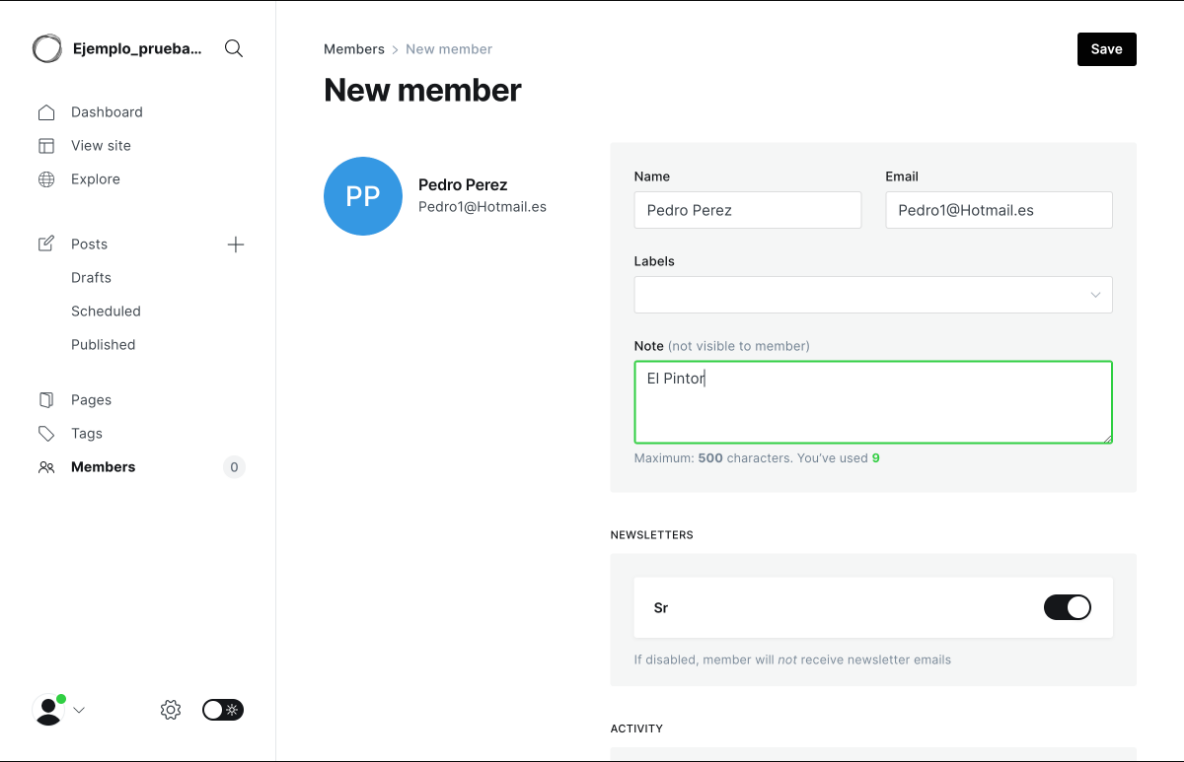 Ejemplo_prueba...
Dashboard
View site
Explore
Posts
Drafts
Scheduled
Published
Pages
Tags
Members 0
Members > New member
Save
New member
PP
Pedro Perez
Pedro1@Hotmail.es
Name
Email
Pedro Perez
Pedro1@Hotmail.es
Labels
Note (not visible to member)
El Pintor
Maximum: 500 characters. You've used 9
NEWSLETTERS
Sr
If disabled, member will not receive newsletter emails
ACTIVITY